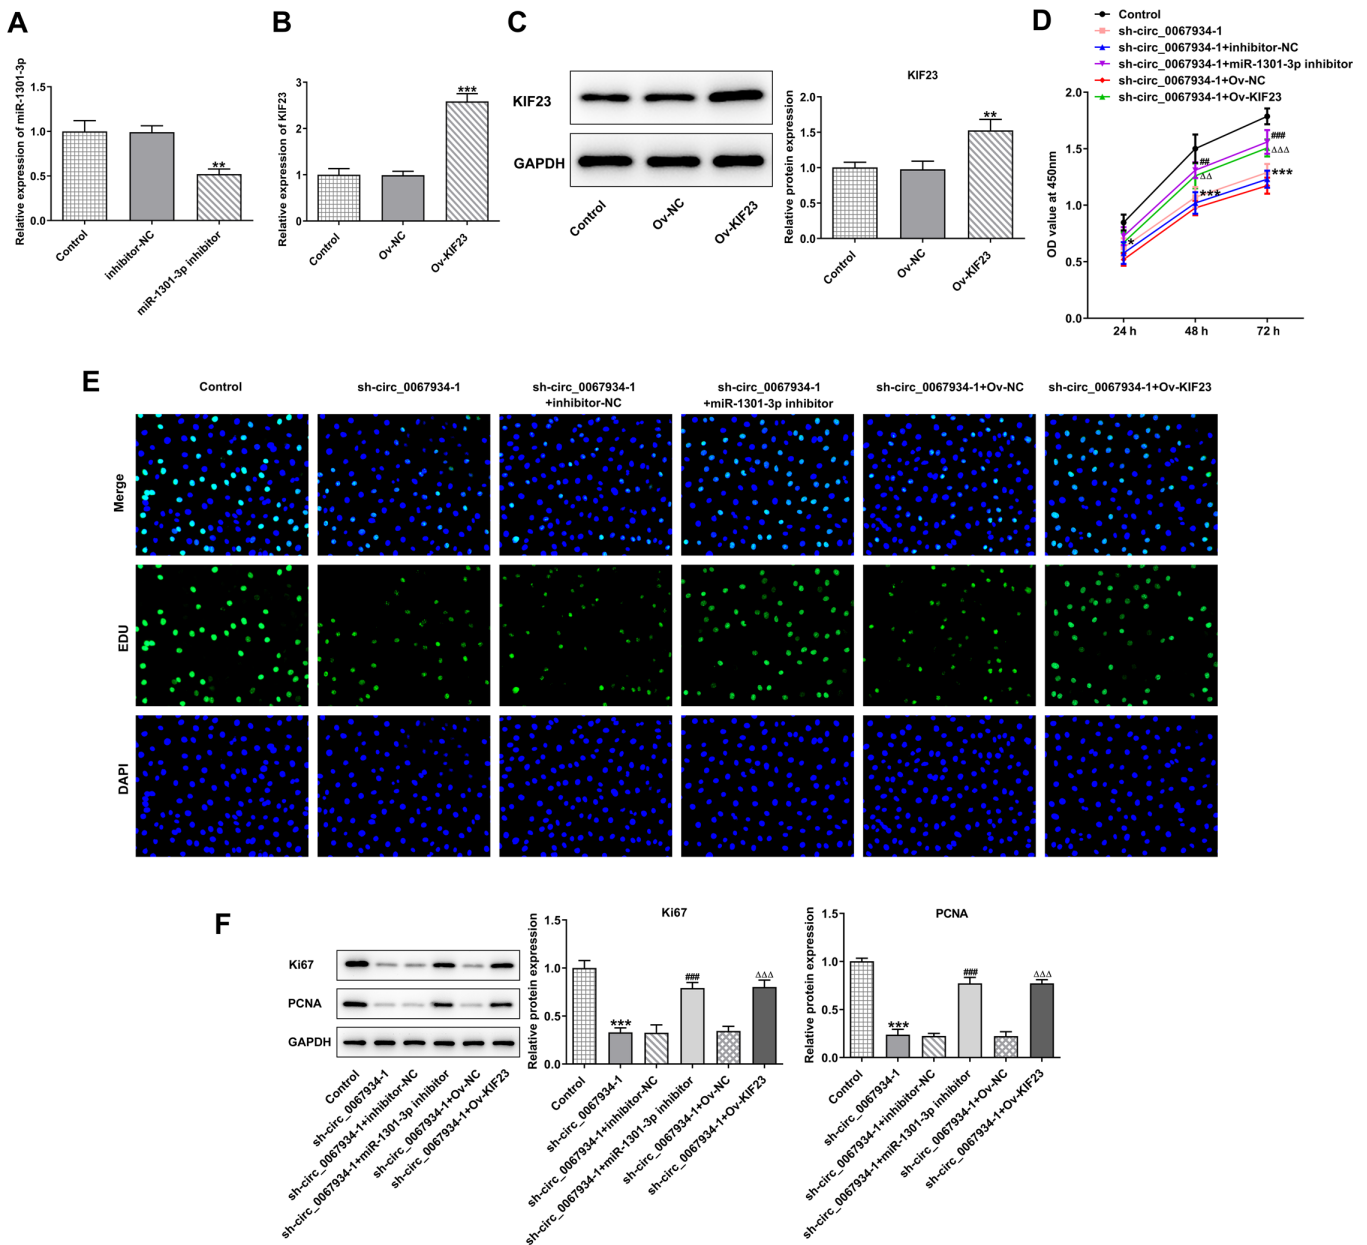 A
Relative expression of miR-1301-3p
1.5
1.0
0.5
0.0
**
Control
inhibitor-NC
miR-1301-3p inhibitor
B
Relative expression of KIF23
3
2
1
0
***
Control
Ov-NC
Ov-KIF23
C
KIF23
GAPDH
Control
Ov-NC
Ov-KIF23
KIF23
Relative protein expression
2.0
1.5
1.0
0.5
0.0
**
Control
Ov-NC
Ov-KIF23
D
Control
sh-circ_0067934-1
sh-circ_0067934-1+inhibitor-NC
sh-circ_0067934-1+miR-1301-3p inhibitor
sh-circ_0067934-1+Ov-NC
sh-circ_0067934-1+Ov-KIF23
OD value at 450nm
2.0
1.5
1.0
0.5
0.0
*
##
ΔΔ
***
###
ΔΔΔ
***
24 h
48 h
72 h
E
Control
sh-circ_0067934-1
sh-circ_0067934-1
+inhibitor-NC
sh-circ_0067934-1
+miR-1301-3p inhibitor
sh-circ_0067934-1+Ov-NC
sh-circ_0067934-1+Ov-KIF23
Merge
EDU
DAPI
F
Ki67
PCNA
GAPDH
Control
sh-circ_0067934-1
sh-circ_0067934-1+inhibitor-NC
sh-circ_0067934-1+miR-1301-3p inhibitor
sh-circ_0067934-1+Ov-NC
sh-circ_0067934-1+Ov-KIF23
Ki67
Relative protein expression
1.5
1.0
0.5
0.0
***
###
ΔΔΔ
Control
sh-circ_0067934-1
sh-circ_0067934-1+inhibitor-NC
sh-circ_0067934-1+miR-1301-3p inhibitor
sh-circ_0067934-1+Ov-NC
sh-circ_0067934-1+Ov-KIF23
PCNA
Relative protein expression
1.5
1.0
0.5
0.0
***
###
ΔΔΔ
Control
sh-circ_0067934-1
sh-circ_0067934-1+inhibitor-NC
sh-circ_0067934-1+miR-1301-3p inhibitor
sh-circ_0067934-1+Ov-NC
sh-circ_0067934-1+Ov-KIF23